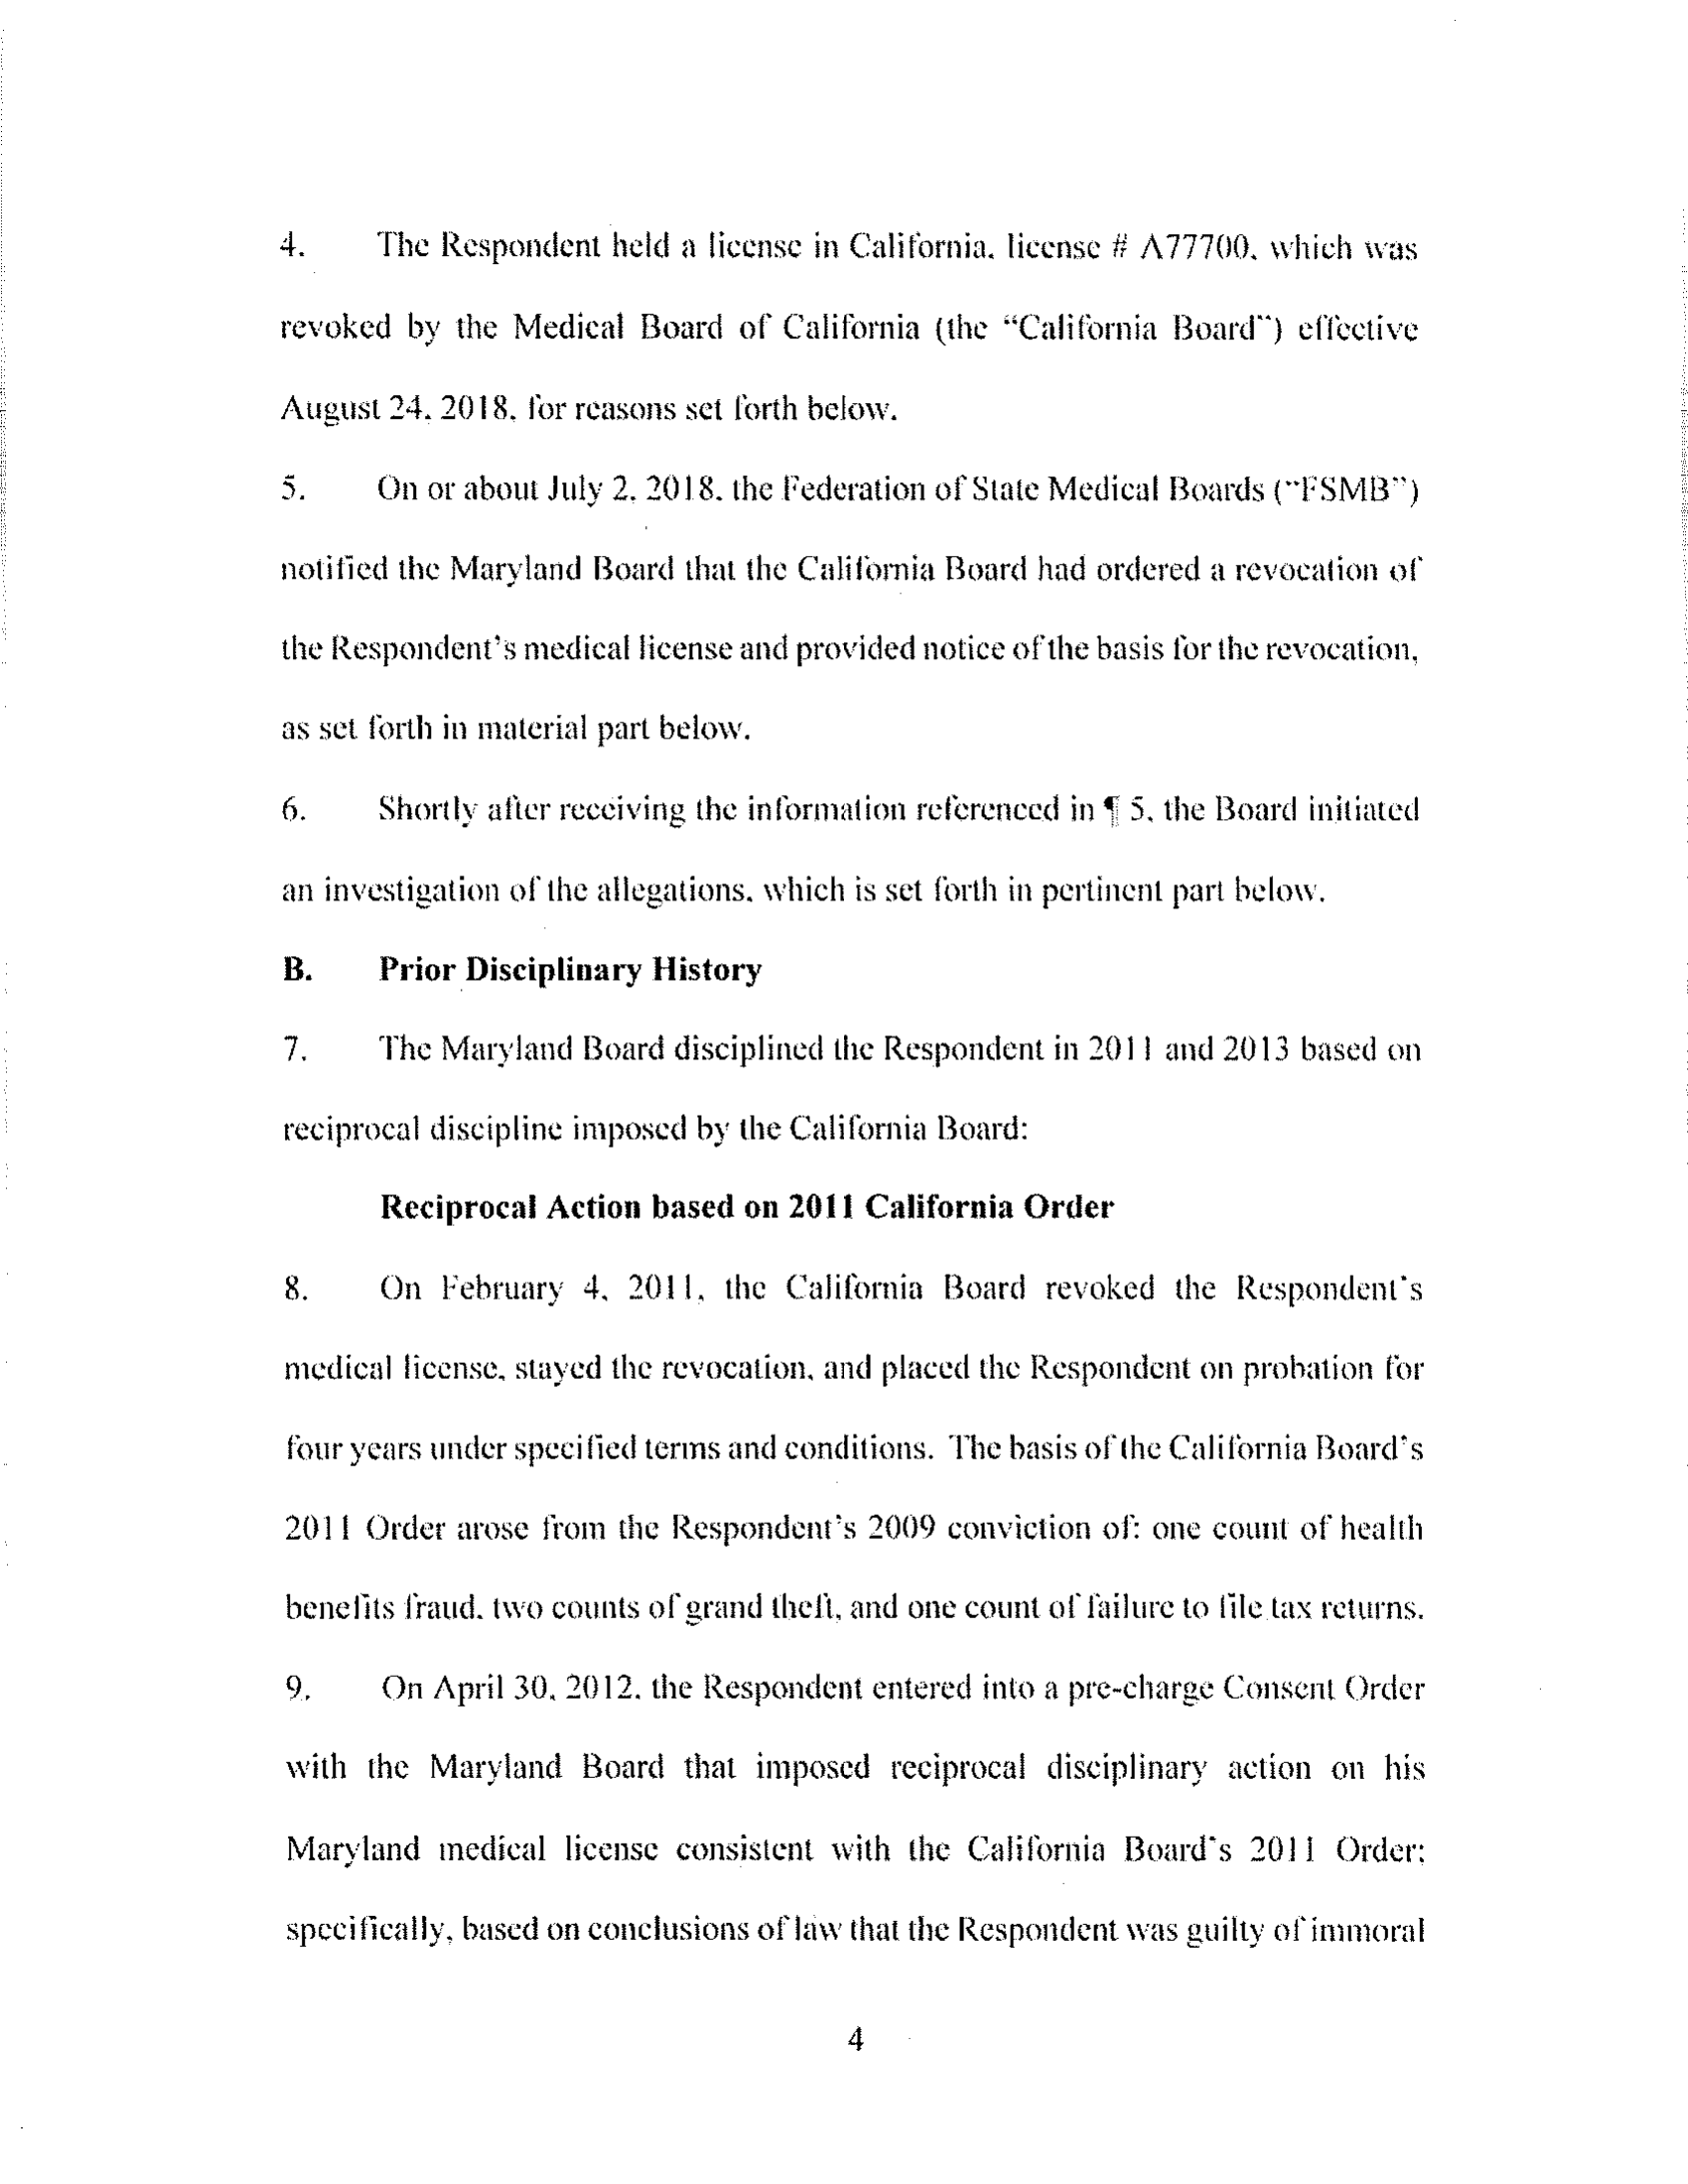 4. The Respondent held a license in California, license # A77700, which was
revoked by the Medical Board of California (the “California Board”) effective
August 24, 2018, for reasons set forth below.
5. On or about July 2, 2018, the Federation of State Medical Boards (“FSMB”)
notified the Maryland Board that the California Board had ordered a revocation of
the Respondent’s medical license and provided notice of the basis for the revocation,
as set forth in material part below.
6. Shortly after receiving the information referenced in ¶ 5, the Board initiated
an investigation of the allegations, which is set forth in pertinent part below.
B. Prior Disciplinary History
7. The Maryland Board disciplined the Respondent in 2011 and 2013 based on
reciprocal discipline imposed by the California Board:
Reciprocal Action based on 2011 California Order
8. On February 4, 2011, the California Board revoked the Respondent’s
medical license, stayed the revocation, and placed the Respondent on probation for
four years under specified terms and conditions. The basis of the California Board’s
2011 Order arose from the Respondent’s 2009 conviction of: one count of health
benefits fraud, two counts of grand theft, and one count of failure to file tax returns.
9. On April 30, 2012, the Respondent entered into a pre-charge Consent Order
with the Maryland Board that imposed reciprocal disciplinary action on his
Maryland medical license consistent with the California Board’s 2011 Order;
specifically, based on conclusions of law that the Respondent was guilty of immoral
4